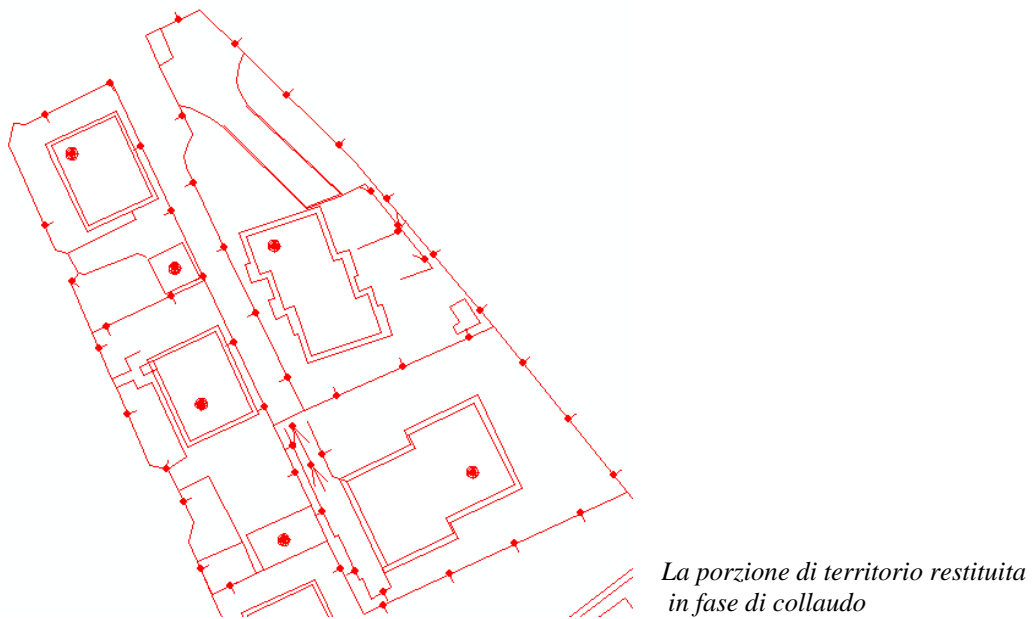 La porzione di territorio restituita
in fase di collaudo